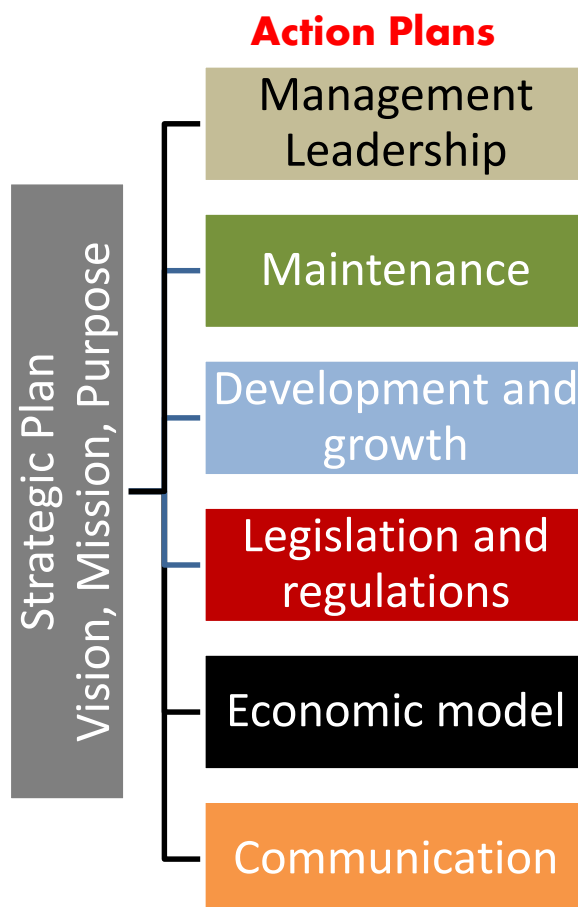 Action Plans
Management
Leadership
Maintenance
Development and
growth
Legislation and
regulations
Economic model
Communication
Strategic Plan
Vision, Mission, Purpose